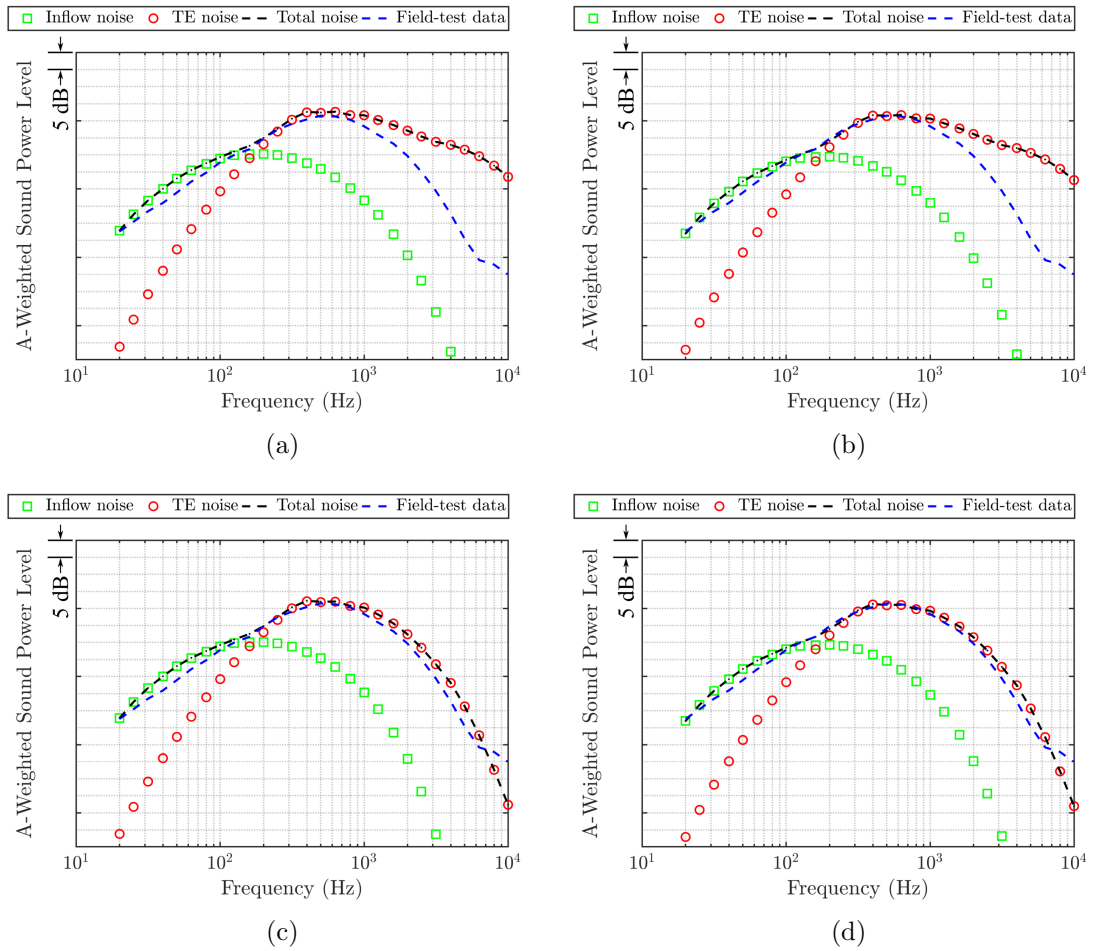 Inflow noise TE noise Total noise Field-test data
5 dB
A-Weighted Sound Power Level
10^1 10^2 10^3 10^4
Frequency (Hz)
(a)
Inflow noise TE noise Total noise Field-test data
5 dB
A-Weighted Sound Power Level
10^1 10^2 10^3 10^4
Frequency (Hz)
(b)
Inflow noise TE noise Total noise Field-test data
5 dB
A-Weighted Sound Power Level
10^1 10^2 10^3 10^4
Frequency (Hz)
(c)
Inflow noise TE noise Total noise Field-test data
5 dB
A-Weighted Sound Power Level
10^1 10^2 10^3 10^4
Frequency (Hz)
(d)